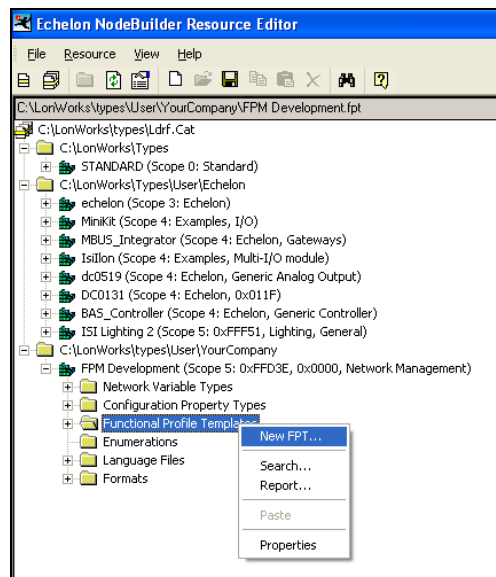 Echelon NodeBuilder Resource Editor
File Resource View Help
C:\LonWorks\types\User\YourCompany\FPM Development.fpt
C:\LonWorks\types\Ldrf.Cat
C:\LonWorks\Types
STANDARD (Scope 0: Standard)
C:\LonWorks\Types\User\Echelon
echelon (Scope 3: Echelon)
MiniKit (Scope 4: Examples, I/O)
MBUS_Integrator (Scope 4: Echelon, Gateways)
IsiIlon (Scope 4: Examples, Multi-I/O module)
dc0519 (Scope 4: Echelon, Generic Analog Output)
DC0131 (Scope 4: Echelon, 0x011F)
BAS_Controller (Scope 4: Echelon, Generic Controller)
ISI Lighting 2 (Scope 5: 0xFFF51, Lighting, General)
C:\LonWorks\types\User\YourCompany
FPM Development (Scope 5: 0xFFD3E, 0x0000, Network Management)
Network Variable Types
Configuration Property Types
Functional Profile Templates
New FPT...
Enumerations
Search...
Language Files
Report...
Formats
Paste
Properties